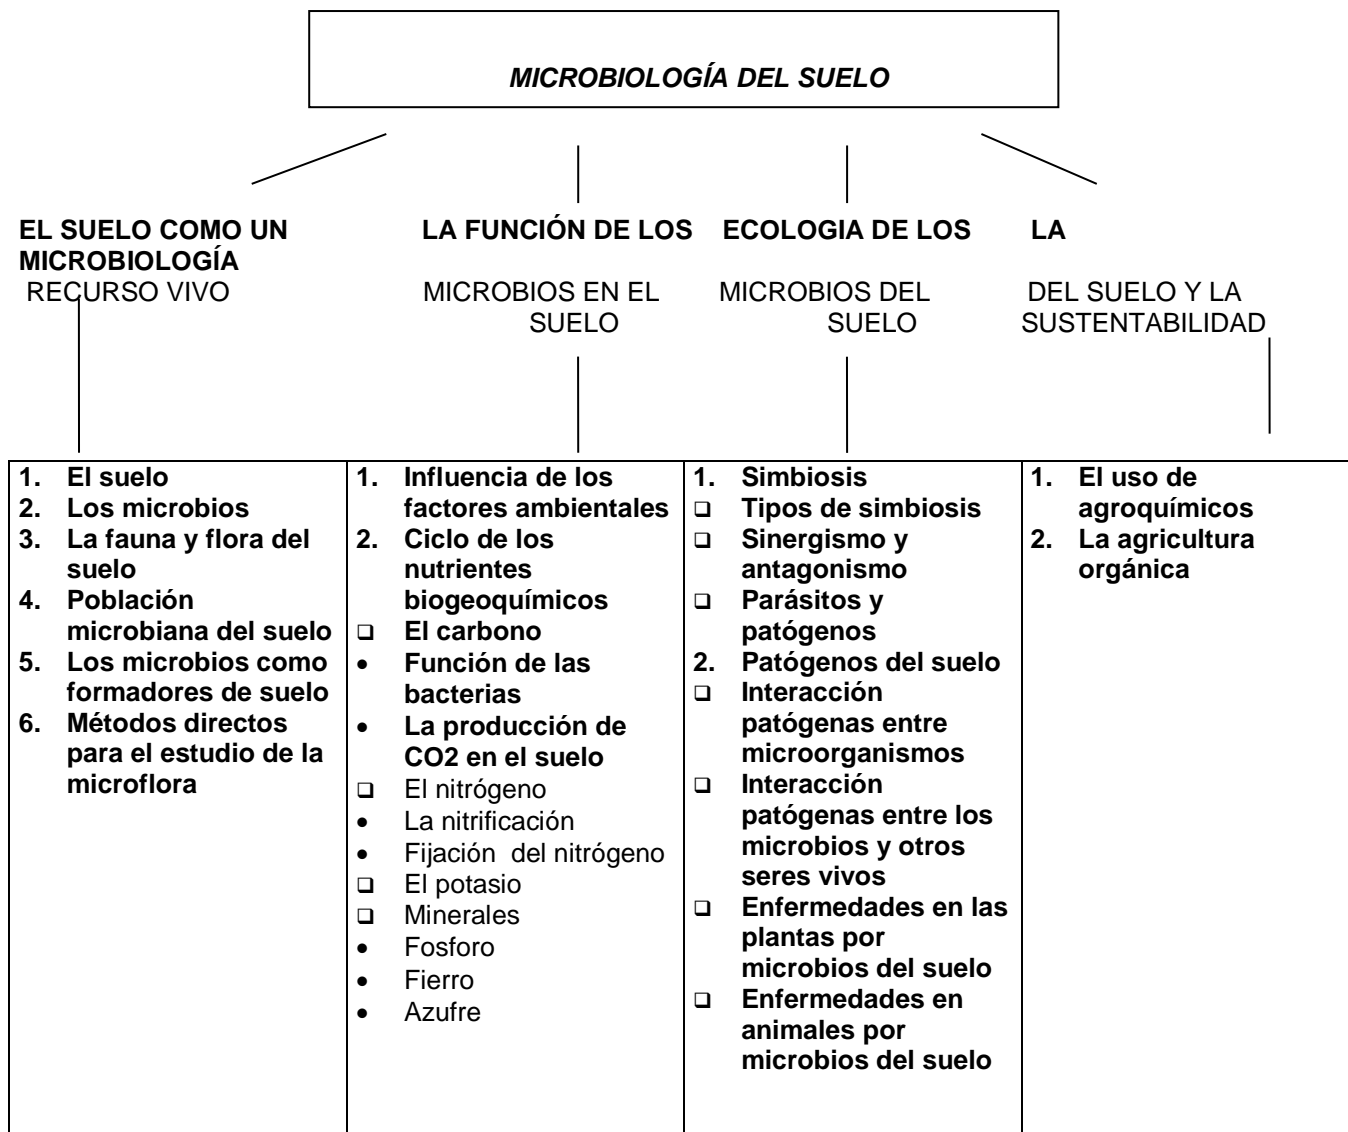 MICROBIOLOGÍA DEL SUELO
EL SUELO COMO UN LA FUNCIÓN DE LOS ECOLOGIA DE LOS LA
MICROBIOLOGÍA
RECURSO VIVO MICROBIOS EN EL MICROBIOS DEL DEL SUELO Y LA
SUELO SUELO SUSTENTABILIDAD
1. El suelo
2. Los microbios
3. La fauna y flora del
suelo
4. Población
microbiana del suelo
5. Los microbios como
formadores de suelo
6. Métodos directos
para el estudio de la
microflora
1. Influencia de los
factores ambientales
2. Ciclo de los
nutrientes
biogeoquímicos
❑ El carbono
• Función de las
bacterias
• La producción de
CO2 en el suelo
❑ El nitrógeno
• La nitrificación
• Fijación del nitrógeno
❑ El potasio
❑ Minerales
• Fosforo
• Fierro
• Azufre
1. Simbiosis
❑ Tipos de simbiosis
❑ Sinergismo y
antagonismo
❑ Parásitos y
patógenos
2. Patógenos del suelo
❑ Interacción
patógenas entre
microorganismos
❑ Interacción
patógenas entre los
microbios y otros
seres vivos
❑ Enfermedades en las
plantas por
microbios del suelo
❑ Enfermedades en
animales por
microbios del suelo
1. El uso de
agroquímicos
2. La agricultura
orgánica